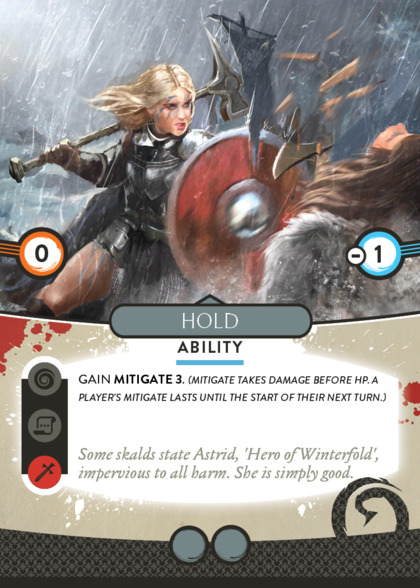 0
-1
HOLD
ABILITY
GAIN MITIGATE 3. (MITIGATE TAKES DAMAGE BEFORE HP. A
PLAYER'S MITIGATE LASTS UNTIL THE START OF THEIR NEXT TURN.)
Some skalds state Astrid, 'Hero of Winterfold',
impervious to all harm. She is simply good.